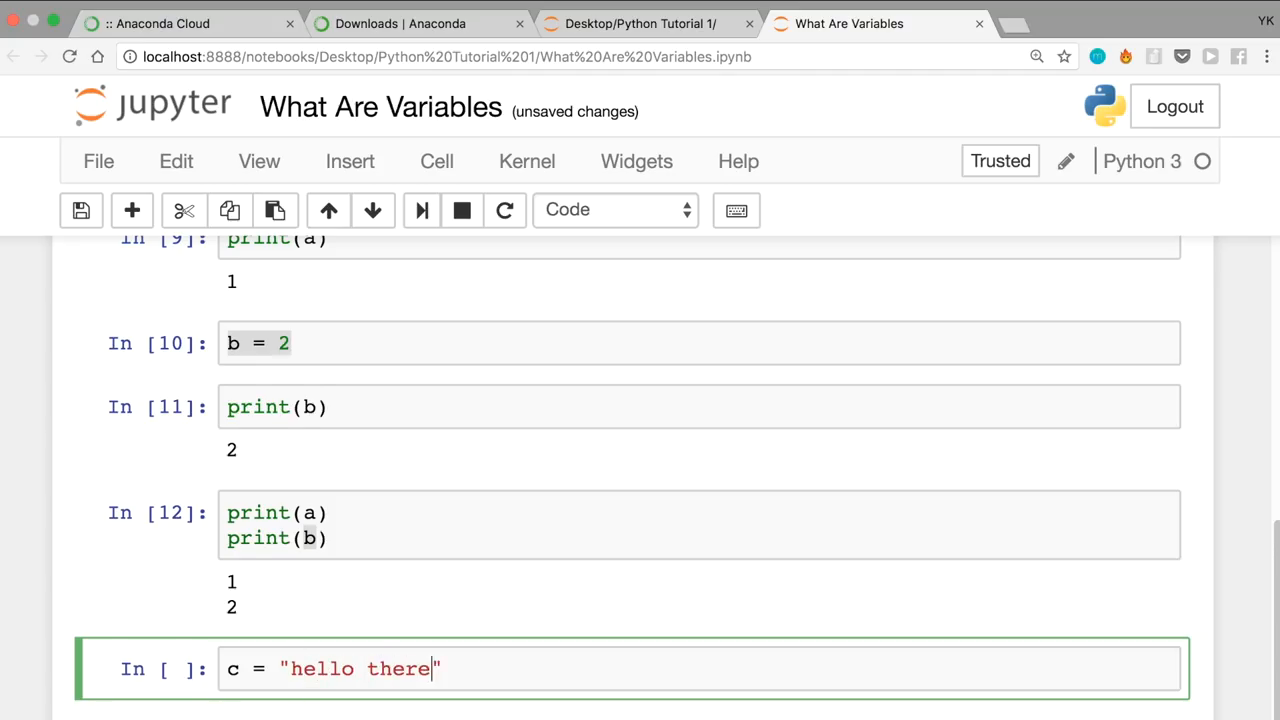 :: Anaconda Cloud
Downloads | Anaconda
Desktop/Python Tutorial 1/
What Are Variables
YK
localhost:8888/notebooks/Desktop/Python%20Tutorial%201/What%20Are%20Variables.ipynb
jupyter What Are Variables (unsaved changes)
Logout
File Edit View Insert Cell Kernel Widgets Help
Trusted
Python 3
Code
In [9]: print(a)
1
In [10]: b = 2
In [11]: print(b)
2
In [12]: print(a)
print(b)
1
2
In [ ]: c = "hello there"